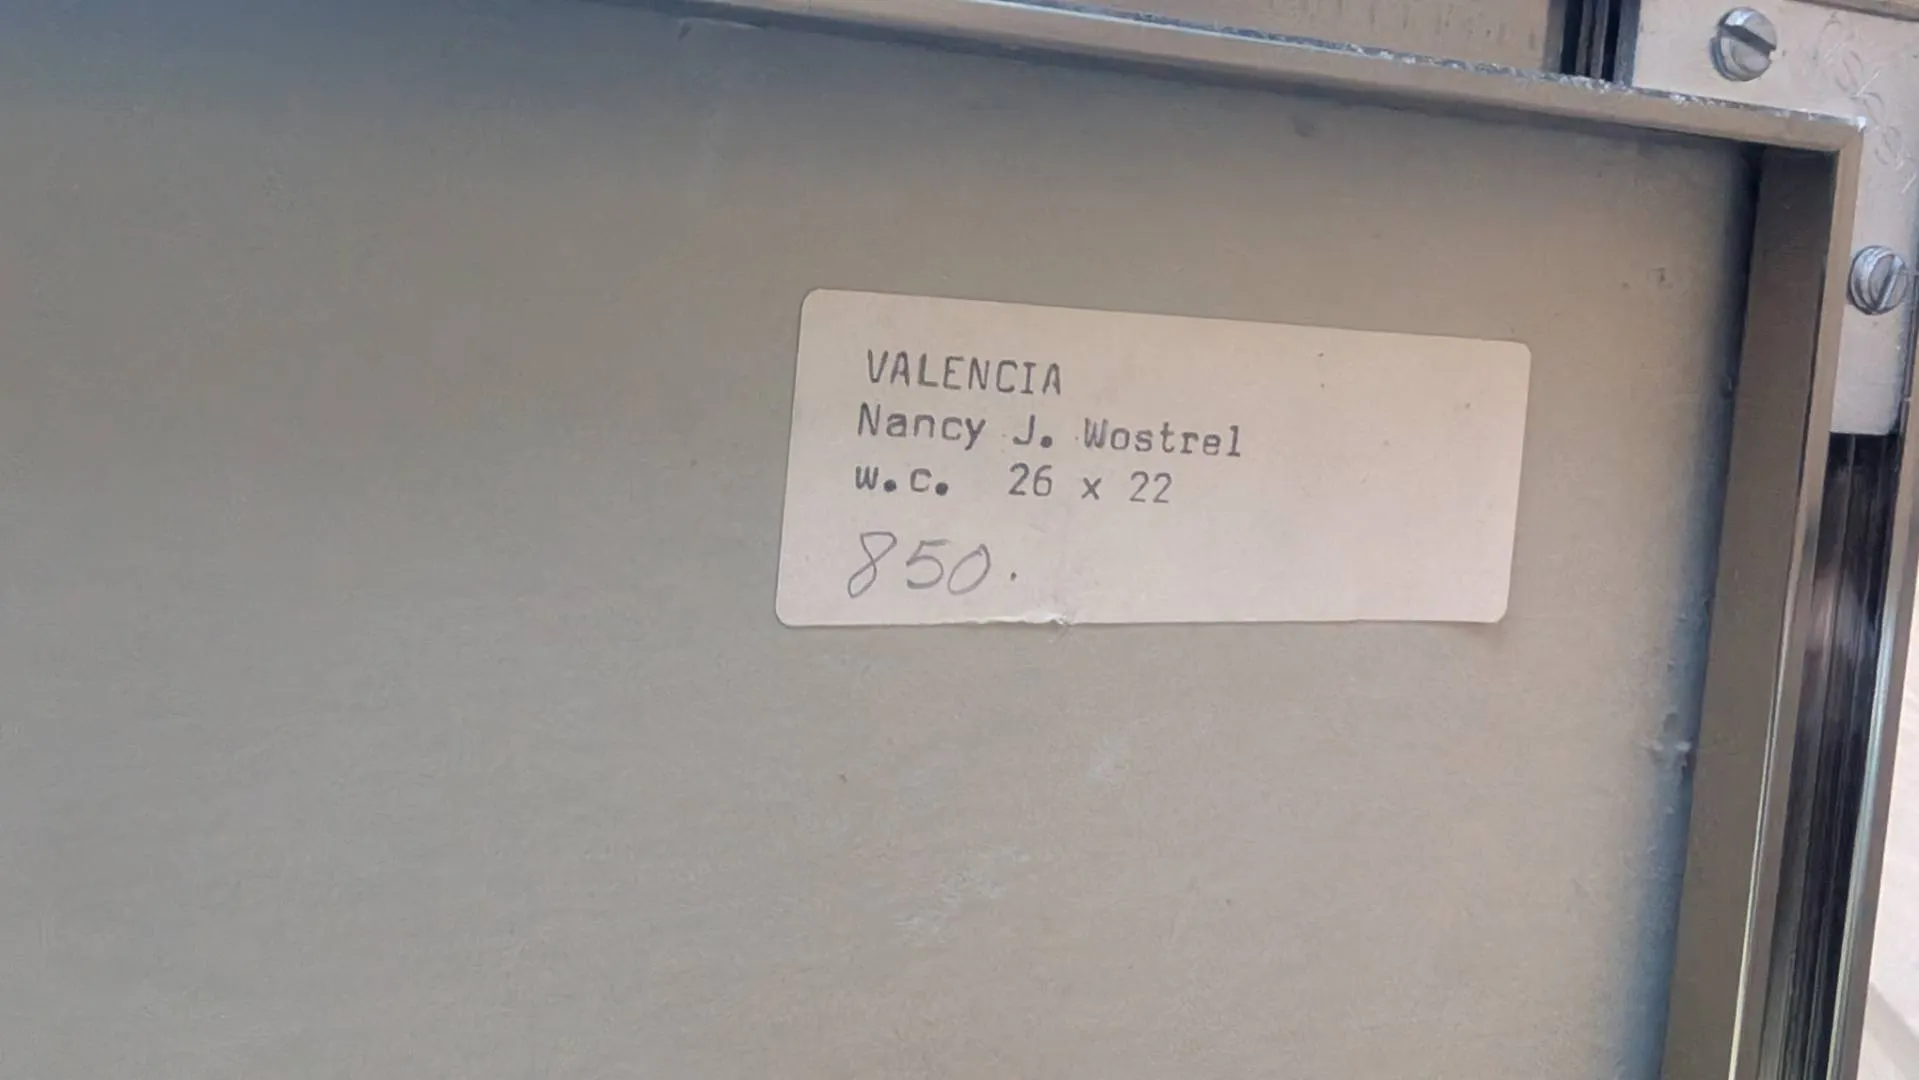 VALENCIA
Nancy J. Wostrel
w.c. 26 x 22
850.